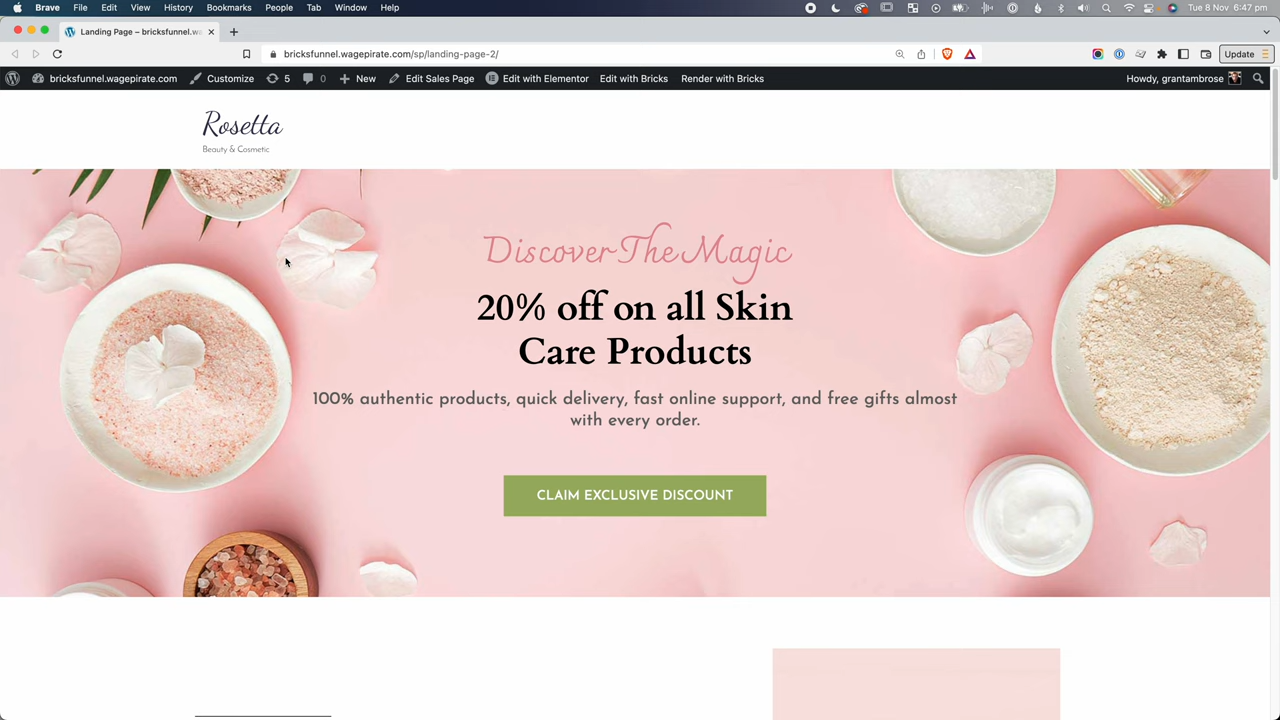 Brave File Edit View History Bookmarks People Tab Window Help Tue 8 Nov 6:47 pm
Landing Page – bricksfunnel.wa
bricksfunnel.wagepirate.com/sp/landing-page-2/ Update
bricksfunnel.wagepirate.com Customize 5 0 New Edit Sales Page Edit with Elementor Edit with Bricks Render with Bricks Howdy, grantambrose
Rosetta
Beauty & Cosmetic
Discover The Magic
20% off on all Skin
Care Products
100% authentic products, quick delivery, fast online support, and free gifts almost
with every order.
CLAIM EXCLUSIVE DISCOUNT